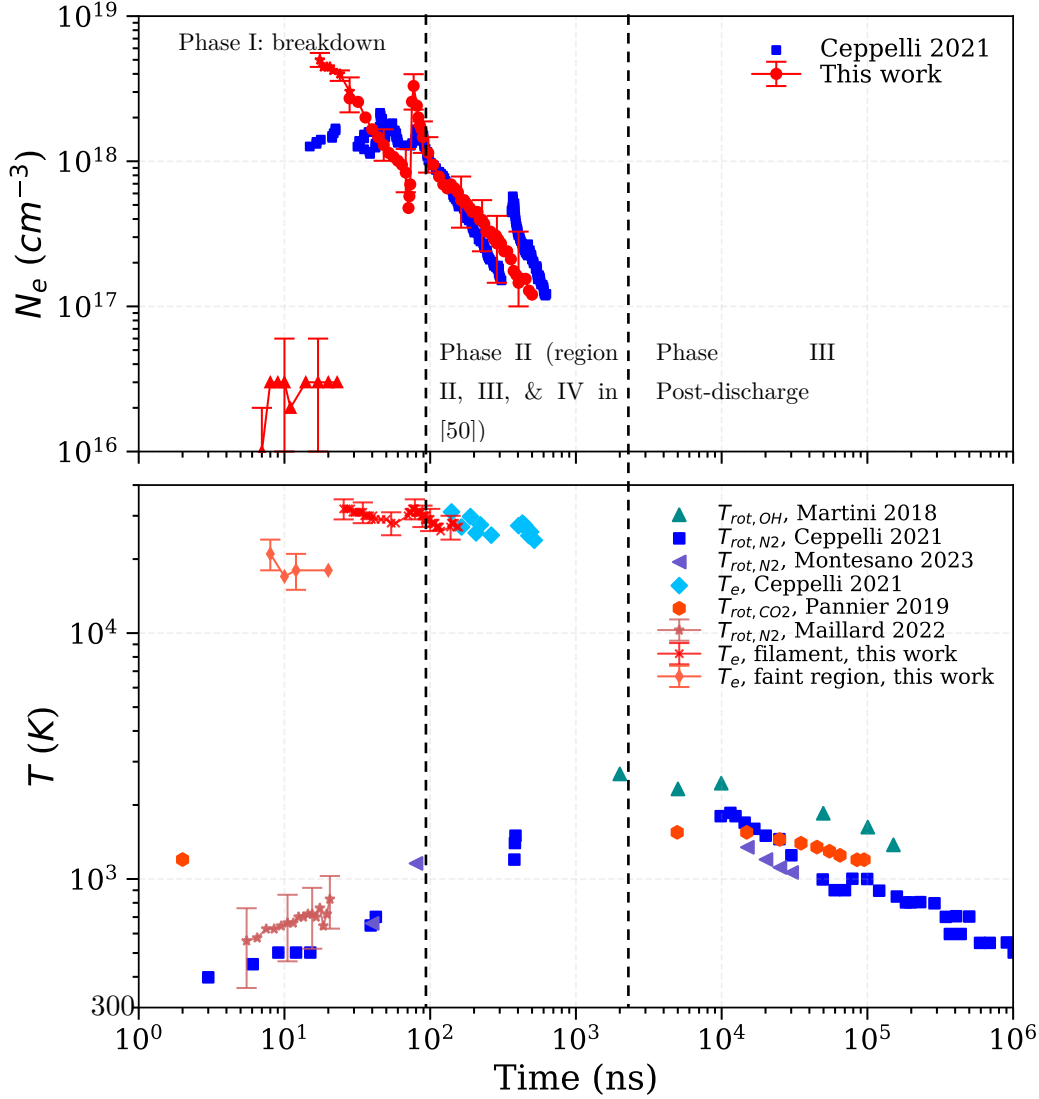 10^19
Phase I: breakdown
Ceppelli 2021
This work
10^18
N_e (cm^−3)
10^17
Phase II (region
II, III, & IV in
[50])
Phase III
Post-discharge
10^16
T_rot,OH, Martini 2018
T_rot,N2, Ceppelli 2021
T_rot,N2, Montesano 2023
T_e, Ceppelli 2021
T_rot,CO2, Pannier 2019
T_rot,N2, Maillard 2022
T_e, filament, this work
T_e, faint region, this work
10^4
T (K)
10^3
300
10^0 10^1 10^2 10^3 10^4 10^5 10^6
Time (ns)